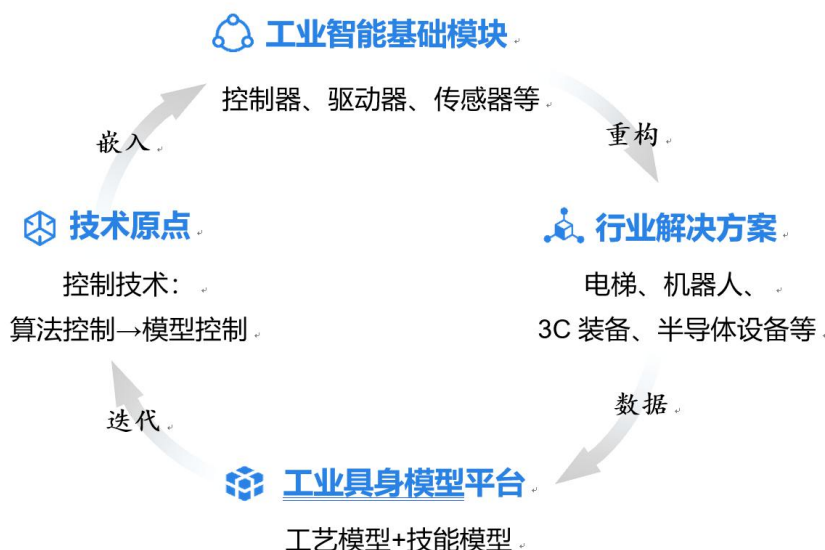 工业智能基础模块
控制器、驱动器、传感器等
嵌入
重构
技术原点
行业解决方案
控制技术：
电梯、机器人、
算法控制→模型控制
3C 装备、半导体设备等
迭代
数据
工业具身模型平台
工艺模型+技能模型